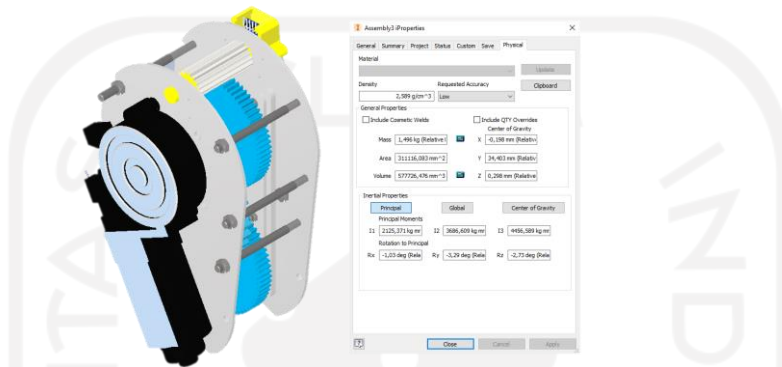 Assembly3 iProperties
General Summary Project Status Custom Save Physical
Material
Update
Density Requested Accuracy Clipboard
2,589 g/cm^3 Low
General Properties
Include Cosmetic Welds Include QTY Overrides
Center of Gravity
Mass 1,496 kg (Relative X -0,198 mm (Relativ
Area 311116,083 mm^2 Y 34,403 mm (Relativ
Volume 577726,476 mm^3 Z 0,298 mm (Relative
Inertial Properties
Principal Global Center of Gravity
Principal Moments
I1 2125,371 kg mr I2 3686,609 kg mr I3 4456,589 kg mr
Rotation to Principal
Rx -1,03 deg (Rela Ry -3,29 deg (Rela Rz -2,73 deg (Rela
Close Cancel Apply